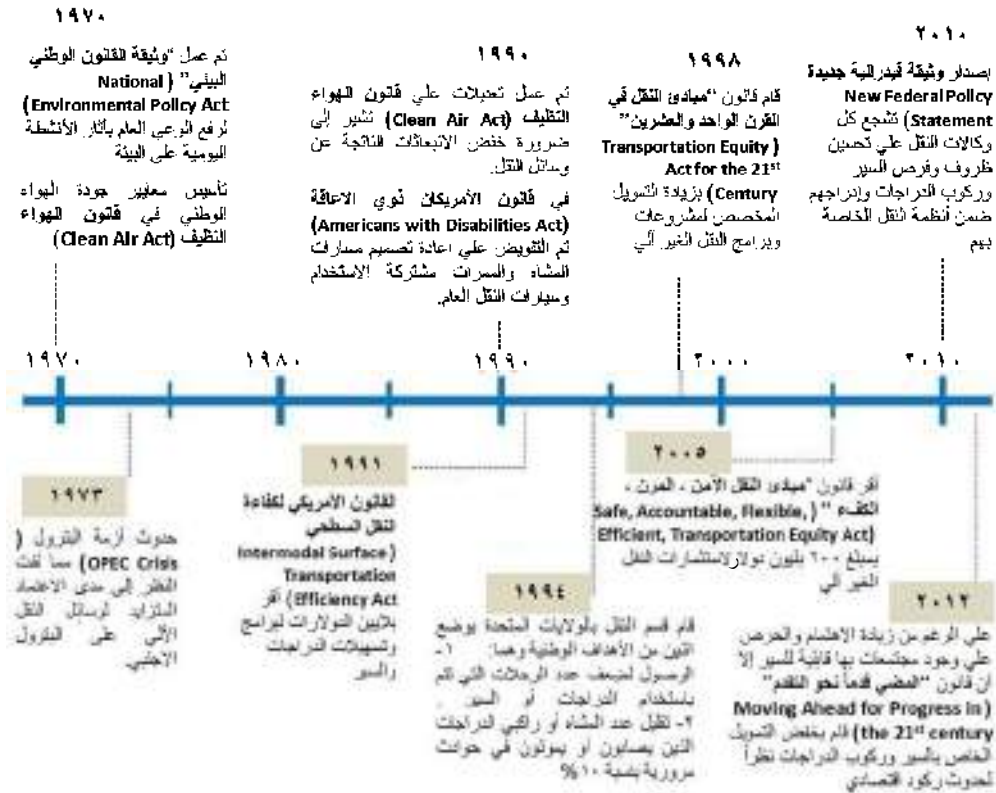 ١٩٧٠
تم عمل "وثيقة القانون الوطني
البيئي" (National
Environmental Policy Act)
لرفع الوعي العام بآثار الأنشطة
اليومية على البيئة
تأسيس معايير جودة الهواء
الوطني في قانون الهواء
النظيف (Clean Air Act)
١٩٩٠
تم عمل تعديلات علي قانون الهواء
النظيف (Clean Air Act) تشير إلى
ضرورة خفض الانبعاثات الناتجة عن
وسائل النقل.
في قانون الأمريكان ذوي الاعاقة
(Americans with Disabilities Act)
تم التفويض علي اعادة تصميم مسارات
المشاه والممرات مشتركة الاستخدام
وسيارات النقل العام.
١٩٩٨
قام قانون "مبادئ النقل في
القرن الواحد والعشرين"
(Transportation Equity
Act for the 21st
Century) بزيادة التمويل
المخصص لمشروعات
وبرامج النقل الغير آلي
٢٠١٠
إصدار وثيقة فيدرالية جديدة
New Federal Policy
Statement) تشجع كل
وكالات النقل علي تحسين
ظروف وفرص السير
وركوب الدراجات وإدراجهم
ضمن أنظمة النقل الخاصة
بهم
١٩٧٠
١٩٨٠
١٩٩٠
٢٠٠٠
٢٠١٠
١٩٧٣
حدوث أزمة البترول (
OPEC Crisis) مما لفت
النظر إلى مدى الاعتماد
المتزايد لوسائل النقل
الآلي على البترول
الاجنبي.
١٩٩١
القانون الامريكي لكفاءة
النقل السطحي
(Intermodal Surface
Transportation
Efficiency Act) أقر
بلايين الدولارات لبرامج
وتسهيلات الدراجات
والسير
١٩٩٤
قام قسم النقل بالولايات المتحدة بوضع
اثنين من الأهداف الوطنية وهما: ١-
الوصول لضعف عدد الرحلات التي تتم
باستخدام الدراجات أو السير .
٢- تقليل عدد المشاه أو راكبي الدراجات
الذين يصابون أو يموتون في حوادث
مرورية بنسبة ١٠%
٢٠٠٥
أقر قانون "مبادئ النقل الآمن ، المرن ،
الكفء " (Safe, Accountable, Flexible,
Efficient, Transportation Equity Act)
بمبلغ ٦٠٠ بليون دولار لاستثمارات النقل
الغير آلي
٢٠١٢
علي الرغم من زيادة الاهتمام والحرص
علي وجود مجتمعات بها قابلية للسير إلا
أن قانون "المضي قدماً نحو التقدم"
(Moving Ahead for Progress in
the 21st century) قام بخفض التمويل
الخاص بالسير وركوب الدراجات نظراً
لحدوث ركود اقتصادي